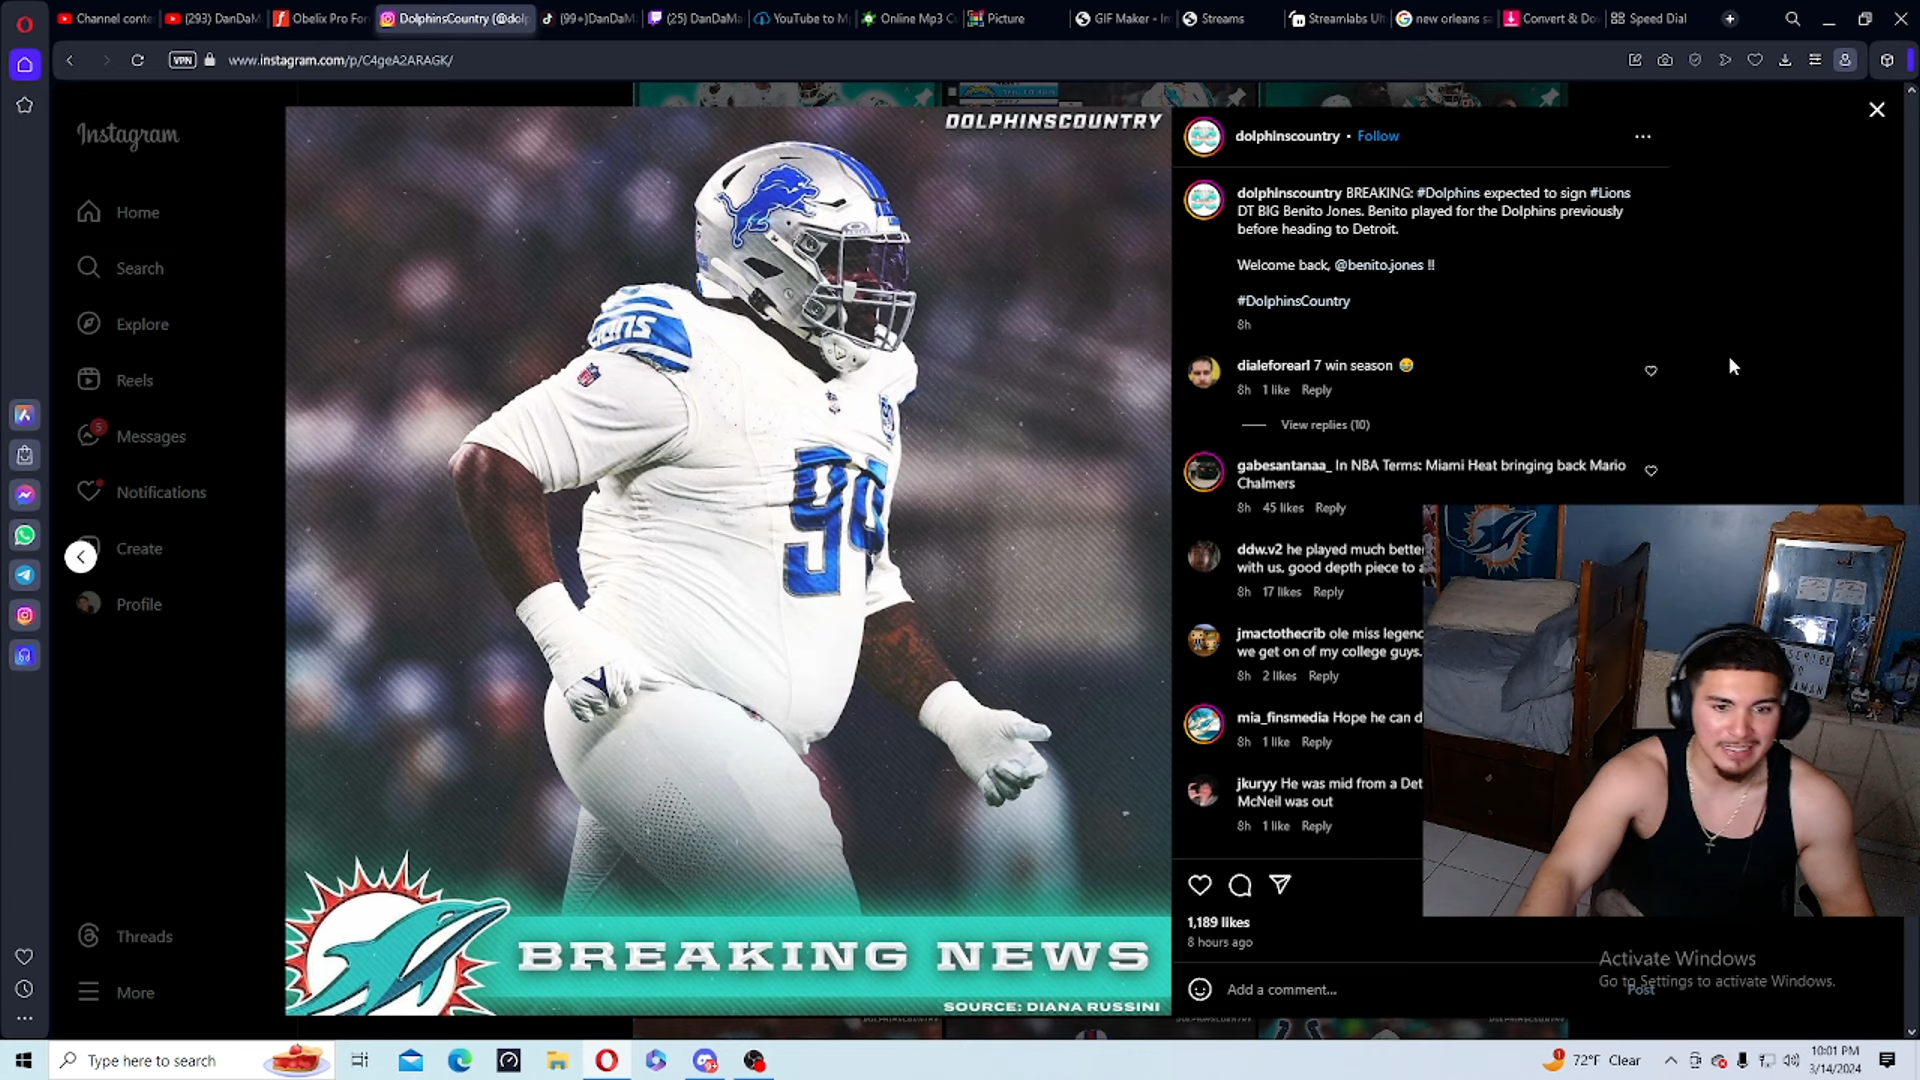 Channel conte
(293) DanDaM
Obelix Pro For
DolphinsCountry (@dolp
(99+)DanDaM
(25) DanDaMa
YouTube to M
Online Mp3 C
Picture
GIF Maker - Im
Streams
Streamlabs Ul
new orleans sa
Convert & Do
Speed Dial
VPN
www.instagram.com/p/C4geA2ARAGK/
Instagram
Home
Search
Explore
Reels
5
Messages
Notifications
Create
Profile
Threads
More
DOLPHINSCOUNTRY
LIONS
94
BREAKING NEWS
SOURCE: DIANA RUSSINI
dolphinscountry • Follow
dolphinscountry BREAKING: #Dolphins expected to sign #Lions
DT BIG Benito Jones. Benito played for the Dolphins previously
before heading to Detroit.
Welcome back, @benito.jones !!
#DolphinsCountry
8h
dialeforearl 7 win season 😂
8h 1 like Reply
View replies (10)
gabesantanaa_ In NBA Terms: Miami Heat bringing back Mario
Chalmers
8h 45 likes Reply
ddw.v2 he played much bette
with us, good depth piece to a
8h 17 likes Reply
jmactothecrib ole miss legend
we get on of my college guys.
8h 2 likes Reply
mia_finsmedia Hope he can d
8h 1 like Reply
jkuryy He was mid from a Det
McNeil was out
8h 1 like Reply
1,189 likes
8 hours ago
Add a comment...
Post
Activate Windows
Go to Settings to activate Windows.
Type here to search
72°F Clear
10:01 PM
3/14/2024